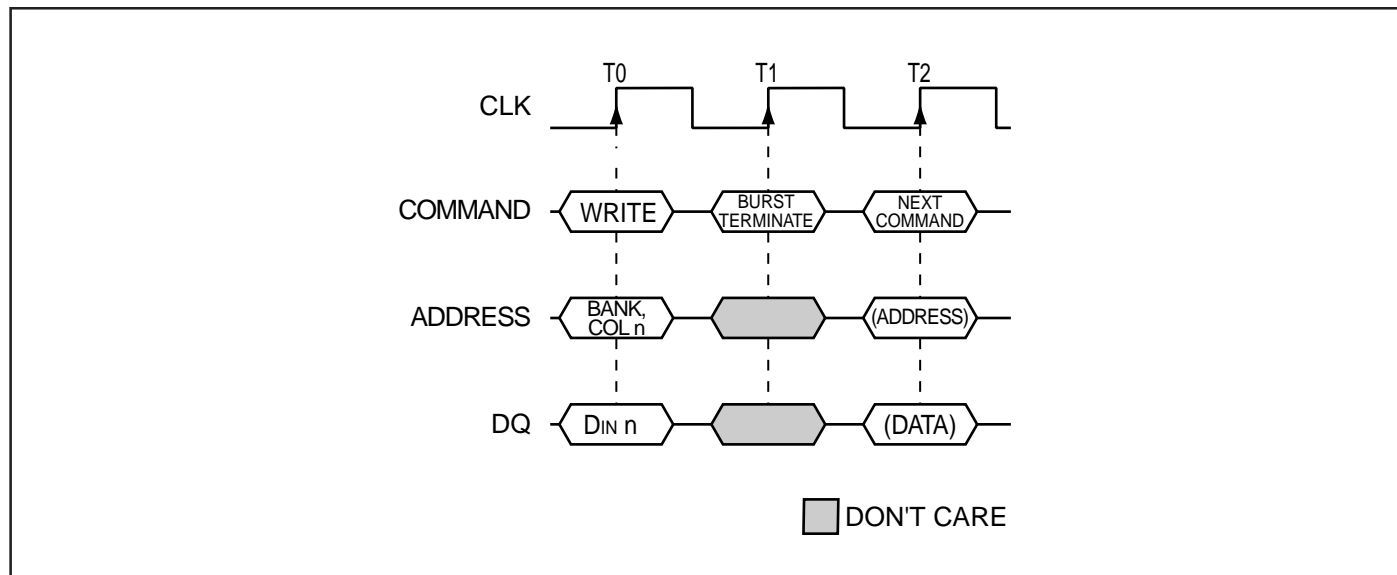 T0 T1 T2
CLK
COMMAND WRITE BURST TERMINATE NEXT COMMAND
ADDRESS BANK, COL n (ADDRESS)
DQ DIN n (DATA)
DON'T CARE